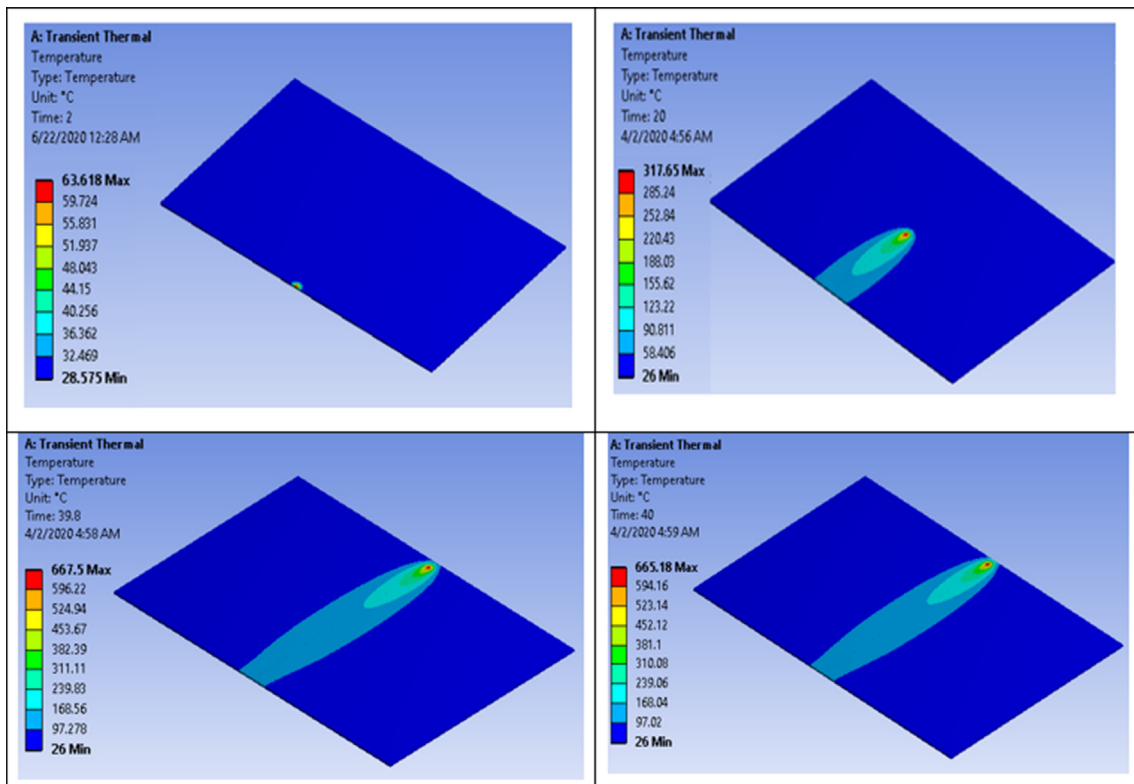 A: Transient Thermal
Temperature
Type: Temperature
Unit: °C
Time: 2
6/22/2020 12:28 AM
63.618 Max
59.724
55.831
51.937
48.043
44.15
40.256
36.362
32.469
28.575 Min
A: Transient Thermal
Temperature
Type: Temperature
Unit: °C
Time: 20
4/2/2020 4:56 AM
317.65 Max
285.24
252.84
220.43
188.03
155.62
123.22
90.811
58.406
26 Min
A: Transient Thermal
Temperature
Type: Temperature
Unit: °C
Time: 39.8
4/2/2020 4:58 AM
667.5 Max
596.22
524.94
453.67
382.39
311.11
239.83
168.56
97.278
26 Min
A: Transient Thermal
Temperature
Type: Temperature
Unit: °C
Time: 40
4/2/2020 4:59 AM
665.18 Max
594.16
523.14
452.12
381.1
310.08
239.06
168.04
97.02
26 Min